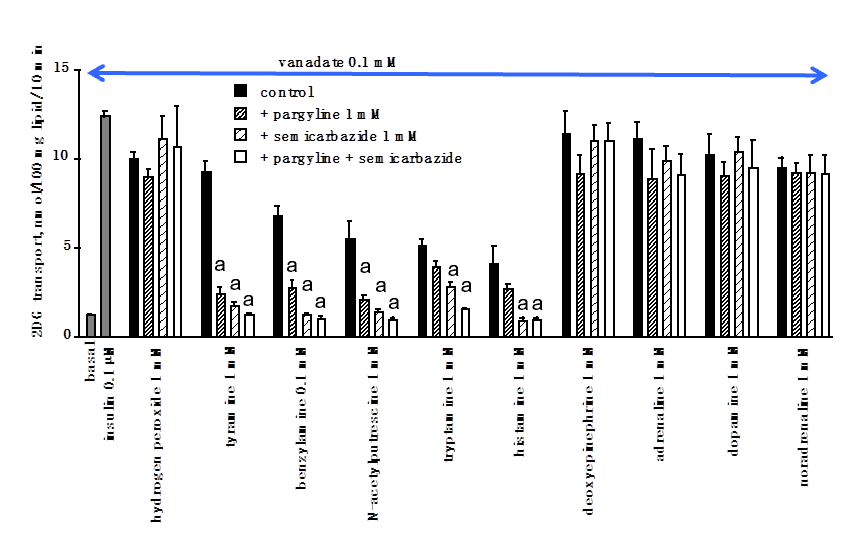 2DG transport, nmol/100 mg lipid/10 min
vanadate 0.1 mM
15
10
5
0
control
+ pargyline 1 mM
+ semicarbazide 1 mM
+ pargyline + semicarbazide
a
a
a
a
a
a
a
a
a
a
a
a
a
basal
insulin 0.1 µM
hydrogen peroxide 1 mM
tyramine 1 mM
benzylamine 0.1 mM
N-acetylputrescine 1 mM
tryptamine 1 mM
histamine 1 mM
deoxyepinephrine 1 mM
adrenaline 1 mM
dopamine 1 mM
noradrenaline 1 mM